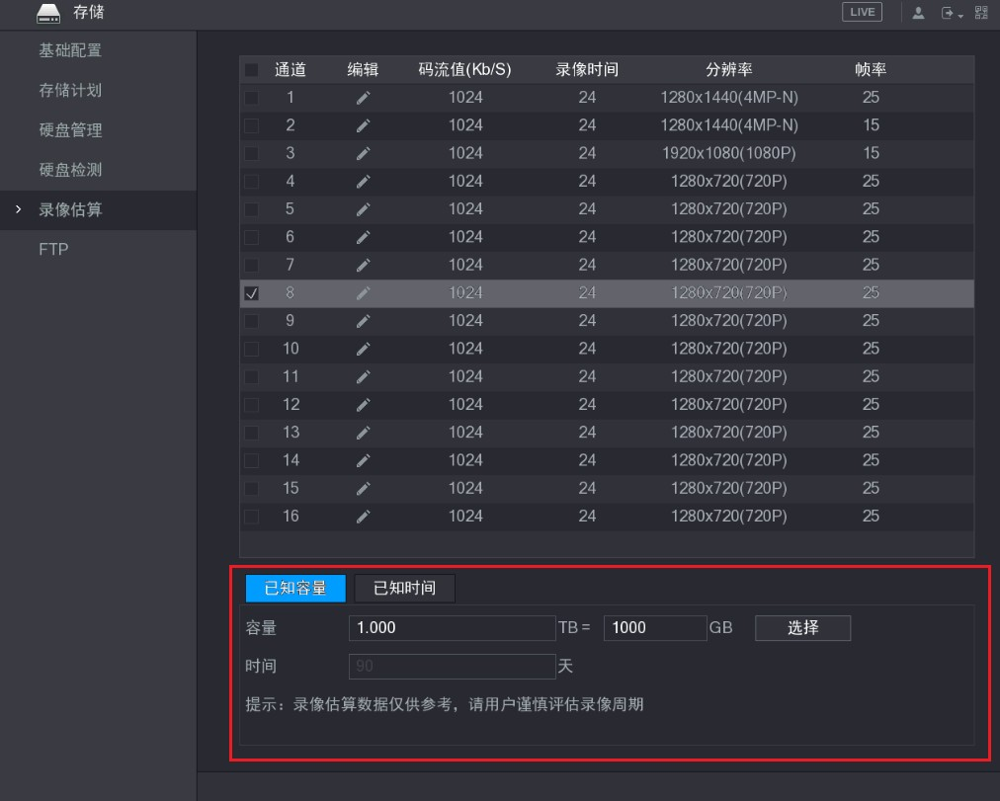 存储 LIVE
基础配置
存储计划
硬盘管理
硬盘检测
录像估算
FTP
通道 编辑 码流值(Kb/S) 录像时间 分辨率 帧率
1 1024 24 1280x1440(4MP-N) 25
2 1024 24 1280x1440(4MP-N) 15
3 1024 24 1920x1080(1080P) 15
4 1024 24 1280x720(720P) 25
5 1024 24 1280x720(720P) 25
6 1024 24 1280x720(720P) 25
7 1024 24 1280x720(720P) 25
8 1024 24 1280x720(720P) 25
9 1024 24 1280x720(720P) 25
10 1024 24 1280x720(720P) 25
11 1024 24 1280x720(720P) 25
12 1024 24 1280x720(720P) 25
13 1024 24 1280x720(720P) 25
14 1024 24 1280x720(720P) 25
15 1024 24 1280x720(720P) 25
16 1024 24 1280x720(720P) 25
已知容量 已知时间
容量 1.000 TB = 1000 GB 选择
时间 90 天
提示：录像估算数据仅供参考，请用户谨慎评估录像周期